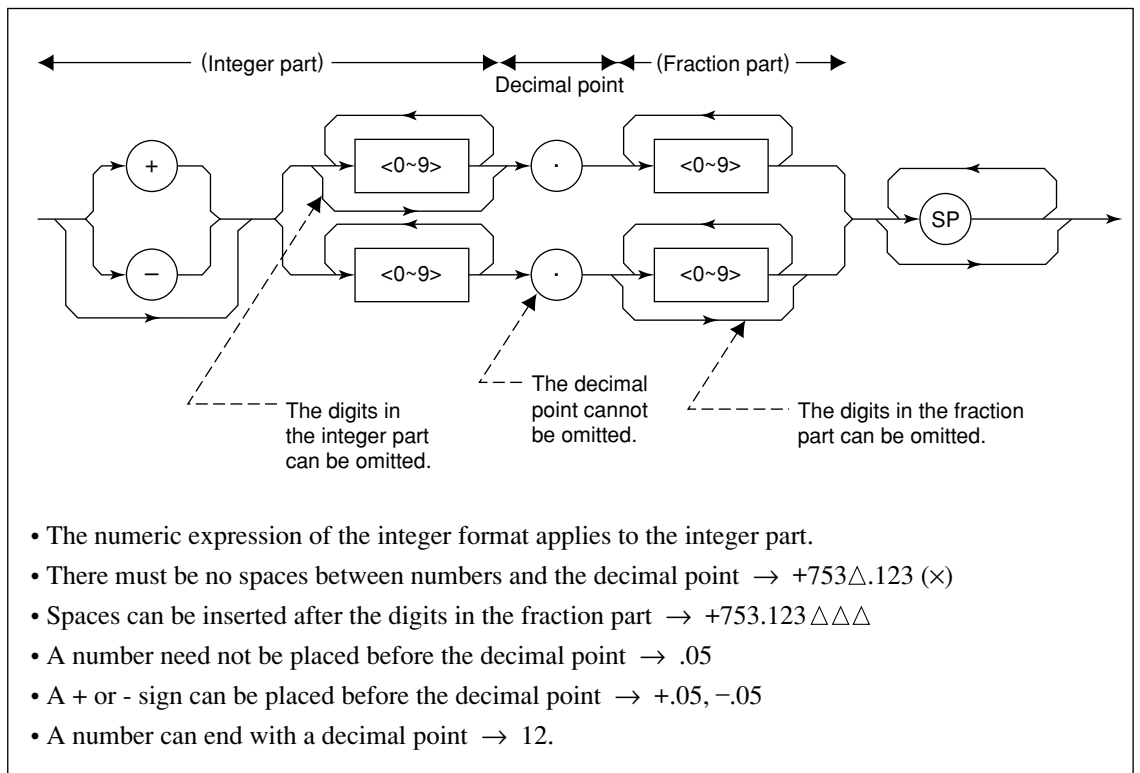 (Integer part)
Decimal point
(Fraction part)
+
<0~9>
·
<0~9>
SP
−
<0~9>
·
<0~9>
The digits in
the integer part
can be omitted.
The decimal
point cannot
be omitted.
The digits in the fraction
part can be omitted.
• The numeric expression of the integer format applies to the integer part.
• There must be no spaces between numbers and the decimal point → +753△.123 (×)
• Spaces can be inserted after the digits in the fraction part → +753.123△△△
• A number need not be placed before the decimal point → .05
• A + or - sign can be placed before the decimal point → +.05, −.05
• A number can end with a decimal point → 12.